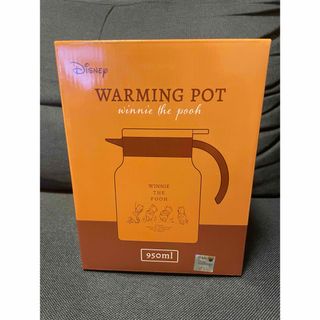 Disney
WARMING POT
winnie the pooh
WINNIE
THE
POOH
950ml